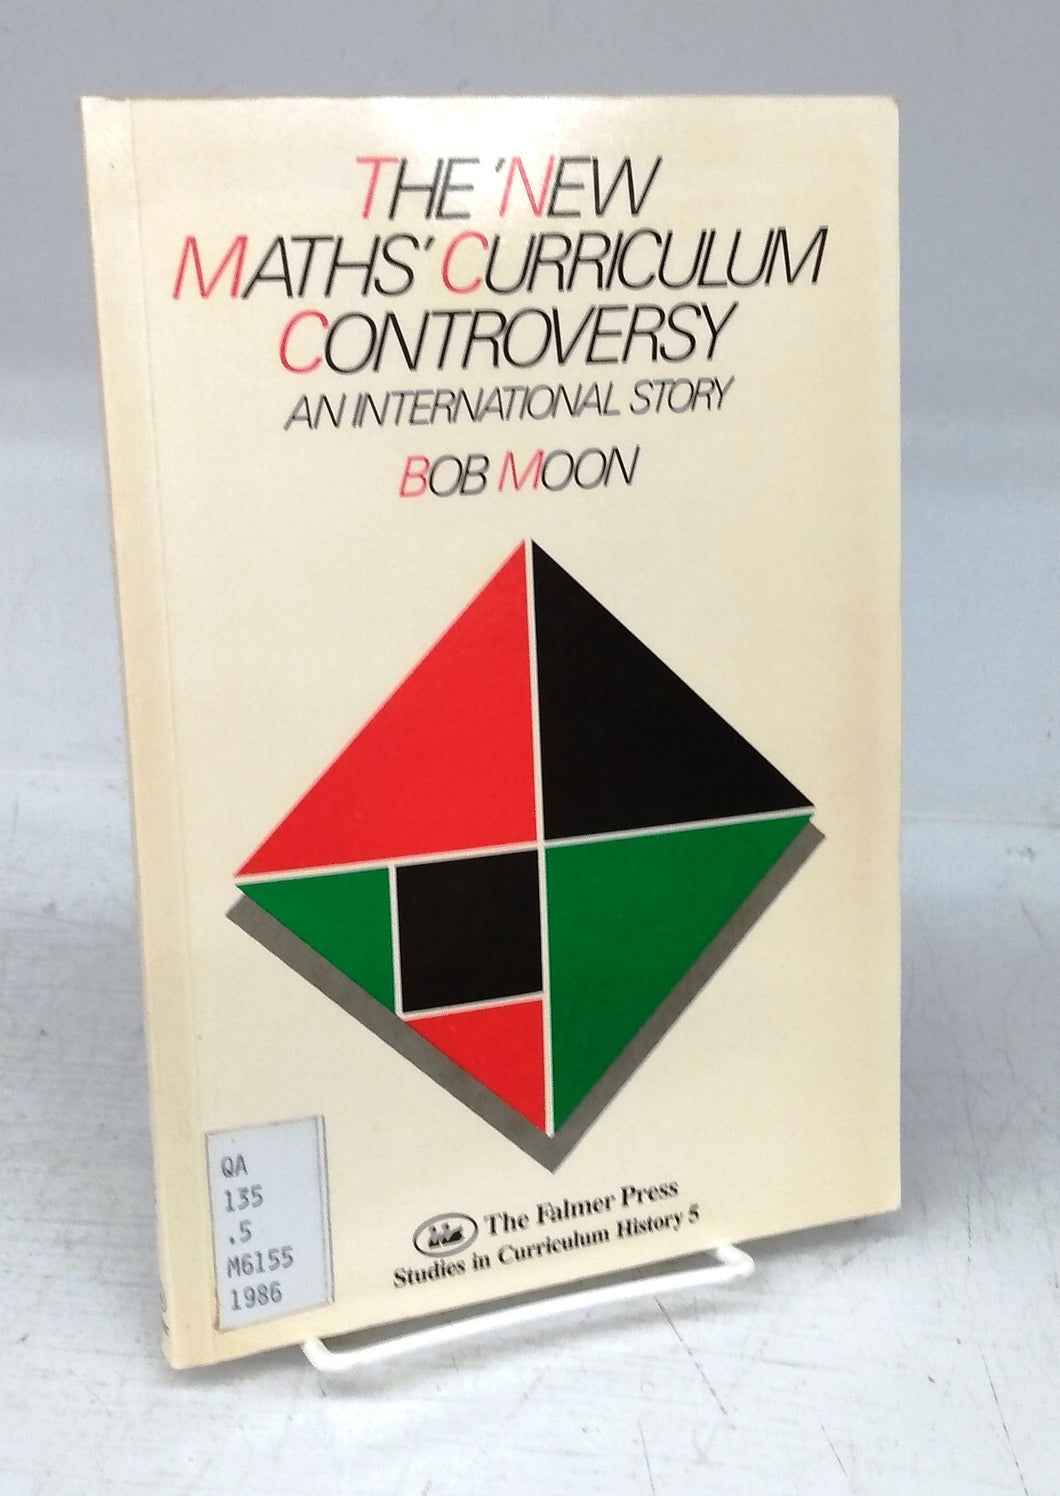 THE 'NEW
MATHS' CURRICULUM
CONTROVERSY
AN INTERNATIONAL STORY
BOB MOON
QA
135
.5
M6155
1986
The Falmer Press
Studies in Curriculum History 5